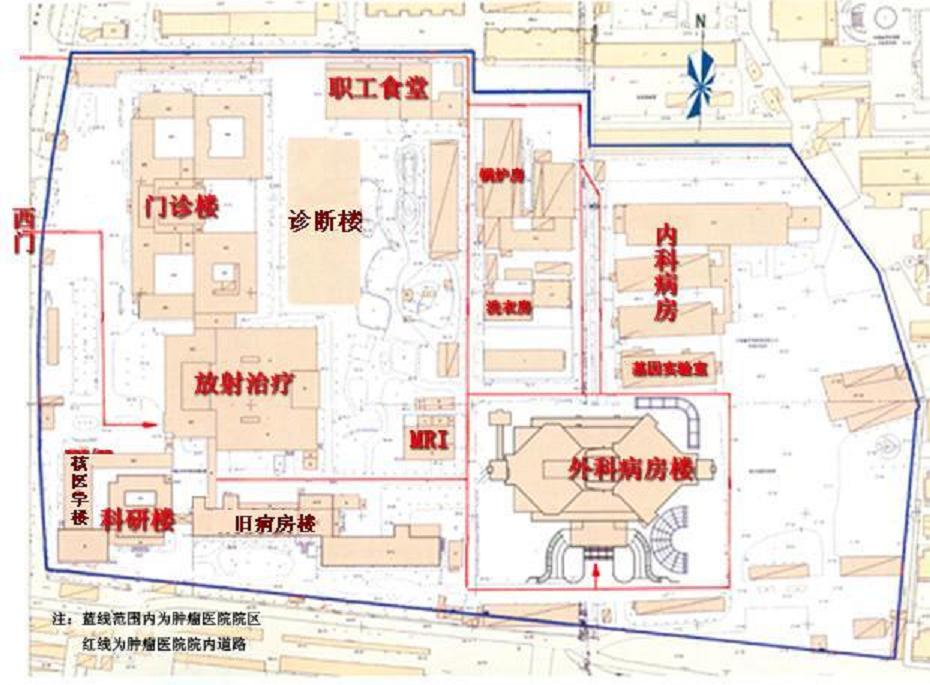 N
职工食堂
锅炉房
门诊楼
诊断楼
西门
内科病房
洗衣房
基因实验室
放射治疗
MRI
外科病房楼
核医学楼
科研楼
旧病房楼
注：蓝线范围内为肿瘤医院院区
红线为肿瘤医院院内道路